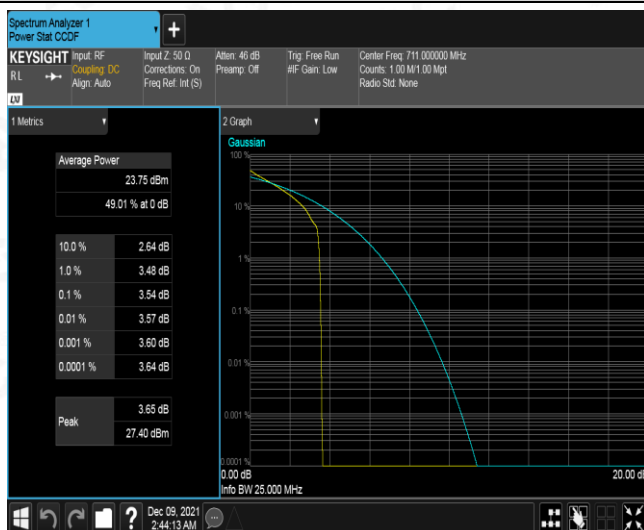 Spectrum Analyzer 1
Power Stat CCDF
+
KEYSIGHT
RL
LXI
Input: RF
Coupling: DC
Align: Auto
Input Z: 50 Ω
Corrections: On
Freq Ref: Int (S)
Atten: 46 dB
Preamp: Off
Trig: Free Run
#IF Gain: Low
Center Freq: 711.000000 MHz
Counts: 1.00 M/1.00 Mpt
Radio Std: None
1 Metrics
Average Power
23.75 dBm
49.01 % at 0 dB
10.0 % 2.64 dB
1.0 % 3.48 dB
0.1 % 3.54 dB
0.01 % 3.57 dB
0.001 % 3.60 dB
0.0001 % 3.64 dB
Peak
3.65 dB
27.40 dBm
2 Graph
Gaussian
100 %
10 %
1 %
0.1 %
0.01 %
0.001 %
0.0001 %
0.00 dB
20.00 d
Info BW 25.000 MHz
?
Dec 09, 2021
2:44:13 AM